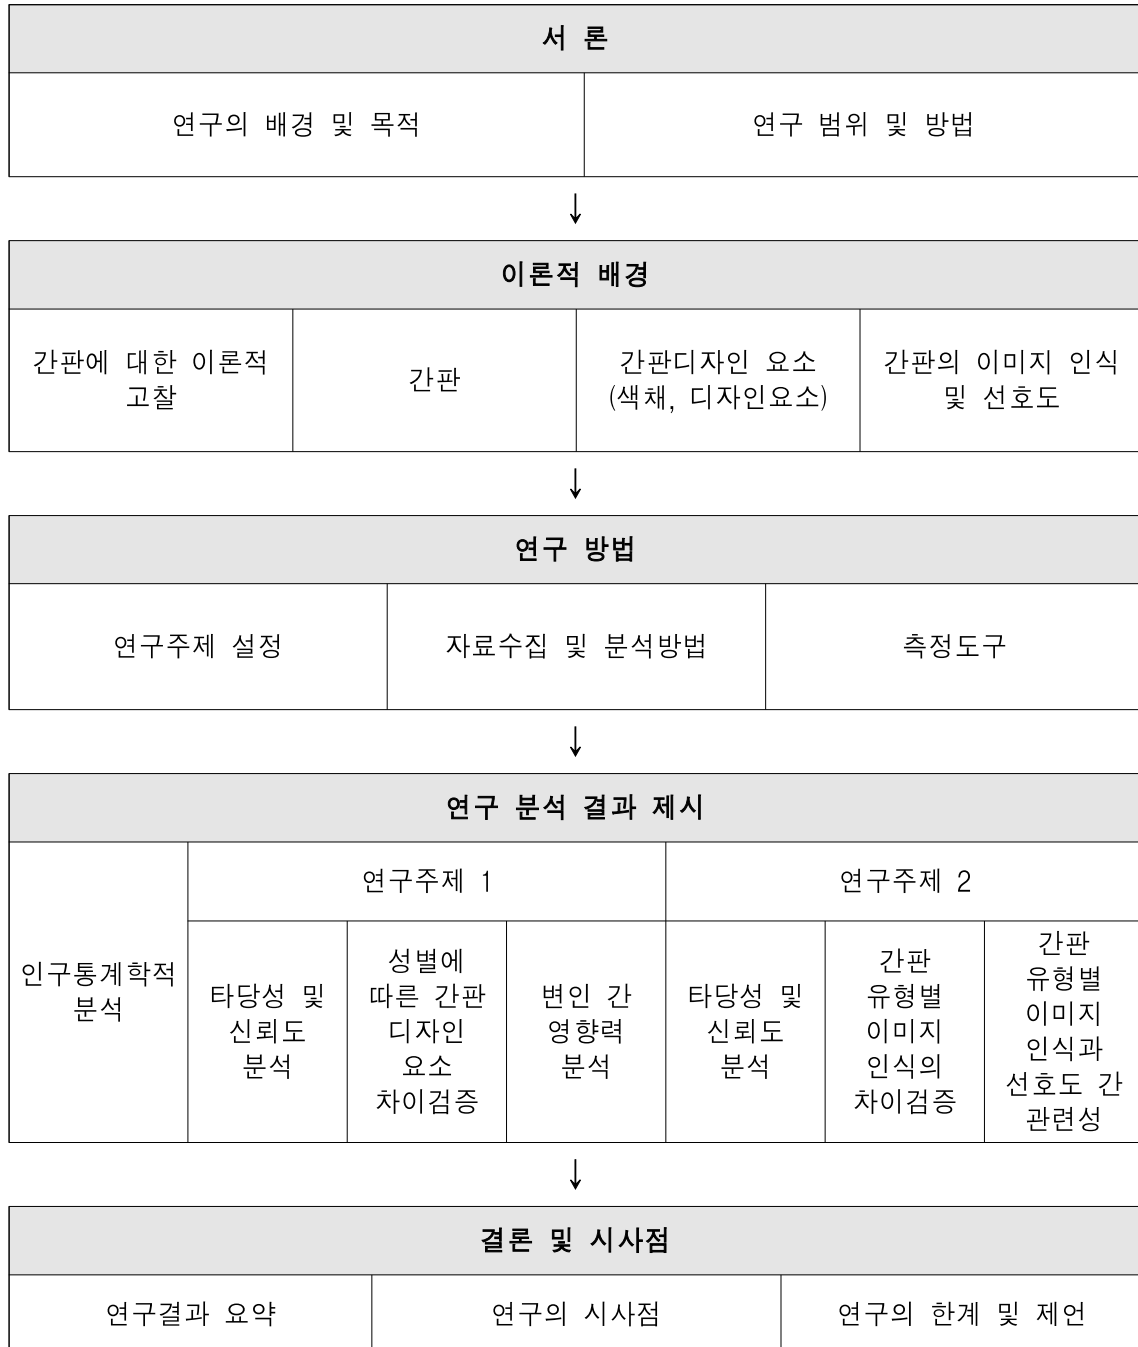 서 론
연구의 배경 및 목적
연구 범위 및 방법
↓
이론적 배경
간판에 대한 이론적
고찰
간판
간판디자인 요소
(색채, 디자인요소)
간판의 이미지 인식
및 선호도
↓
연구 방법
연구주제 설정
자료수집 및 분석방법
측정도구
↓
연구 분석 결과 제시
인구통계학적
분석
연구주제 1
타당성 및
신뢰도
분석
성별에
따른 간판
디자인
요소
차이검증
변인 간
영향력
분석
연구주제 2
타당성 및
신뢰도
분석
간판
유형별
이미지
인식의
차이검증
간판
유형별
이미지
인식과
선호도 간
관련성
↓
결론 및 시사점
연구결과 요약
연구의 시사점
연구의 한계 및 제언